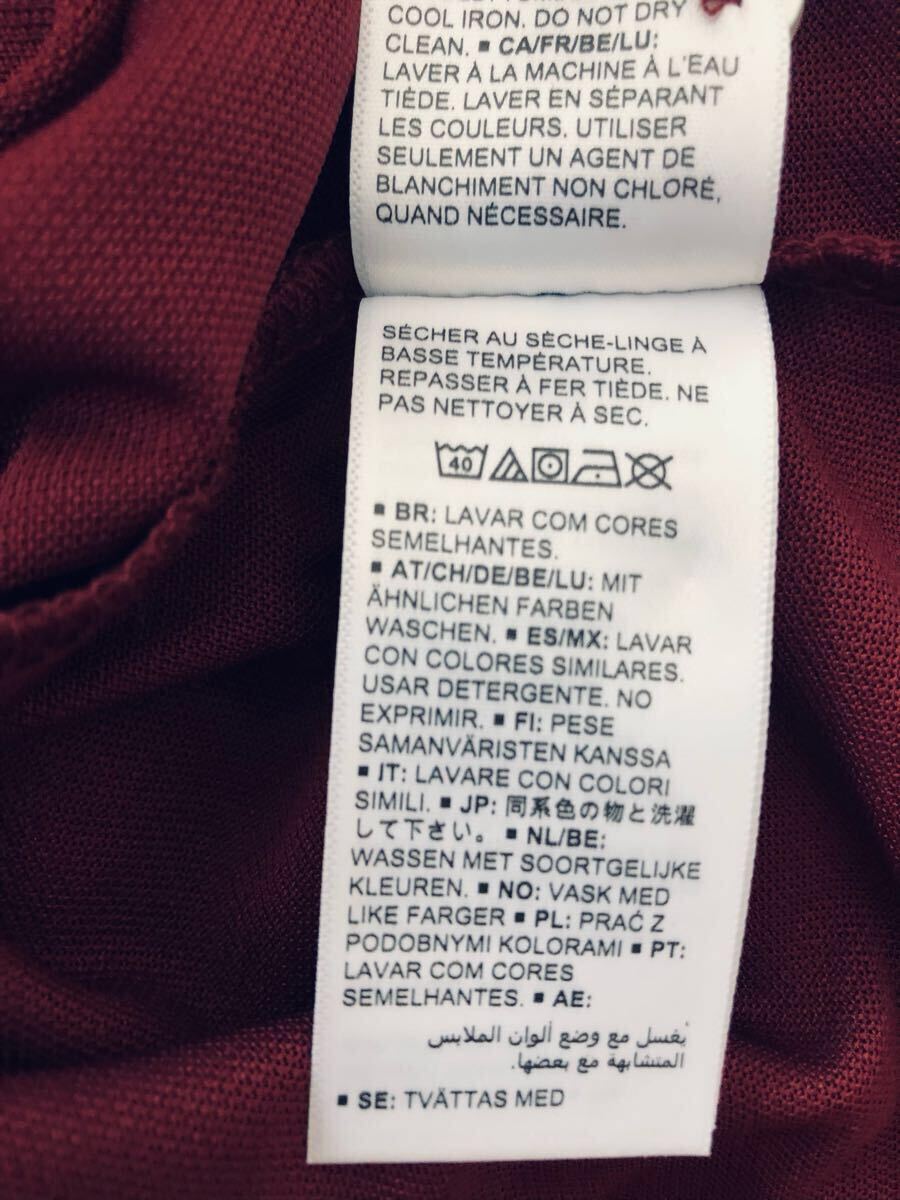 COOL IRON. DO NOT DRY
CLEAN. ■ CA/FR/BE/LU:
LAVER À LA MACHINE À L'EAU
TIÈDE. LAVER EN SÉPARANT
LES COULEURS. UTILISER
SEULEMENT UN AGENT DE
BLANCHIMENT NON CHLORÉ,
QUAND NÉCESSAIRE.
SÉCHER AU SÈCHE-LINGE À
BASSE TEMPÉRATURE.
REPASSER À FER TIÈDE. NE
PAS NETTOYER À SEC.
40
■ BR: LAVAR COM CORES
SEMELHANTES.
■ AT/CH/DE/BE/LU: MIT
ÄHNLICHEN FARBEN
WASCHEN. ■ ES/MX: LAVAR
CON COLORES SIMILARES.
USAR DETERGENTE. NO
EXPRIMIR. ■ FI: PESE
SAMANVÄRISTEN KANSSA
■ IT: LAVARE CON COLORI
SIMILI. ■ JP: 同系色の物と洗濯
して下さい。 ■ NL/BE:
WASSEN MET SOORTGELIJKE
KLEUREN. ■ NO: VASK MED
LIKE FARGER ■ PL: PRAĆ Z
PODOBNYMI KOLORAMI ■ PT:
LAVAR COM CORES
SEMELHANTES. ■ AE:
يُغسل مع وضع ألوان الملابس
المتشابهة مع بعضها.
■ SE: TVÄTTAS MED